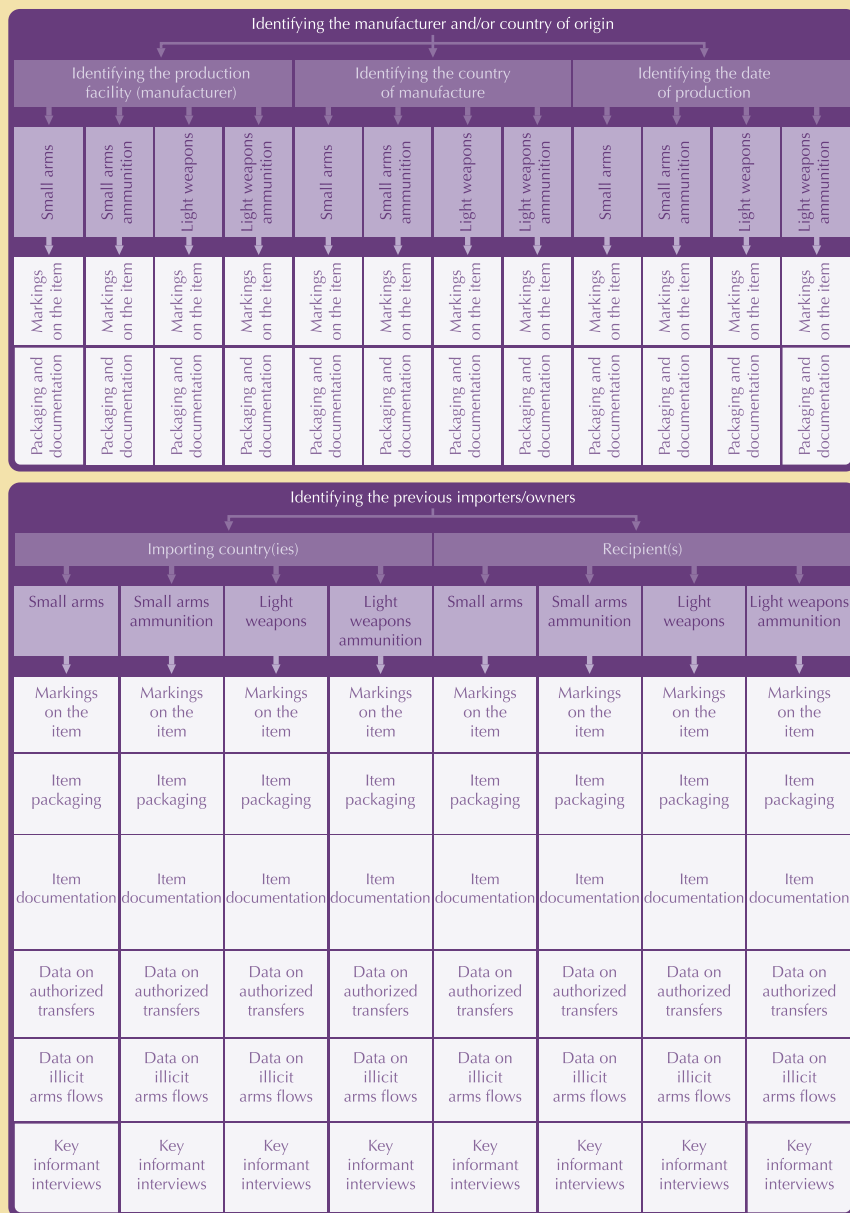 Identifying the manufacturer and/or country of origin
Identifying the production
facility (manufacturer)
Identifying the country
of manufacture
Identifying the date
of production
Small arms
Small arms
ammunition
Light weapons
Light weapons
ammunition
Small arms
Small arms
ammunition
Light weapons
Light weapons
ammunition
Small arms
Small arms
ammunition
Light weapons
Light weapons
ammunition
Markings
on the item
Markings
on the item
Markings
on the item
Markings
on the item
Markings
on the item
Markings
on the item
Markings
on the item
Markings
on the item
Markings
on the item
Markings
on the item
Markings
on the item
Markings
on the item
Packaging and
documentation
Packaging and
documentation
Packaging and
documentation
Packaging and
documentation
Packaging and
documentation
Packaging and
documentation
Packaging and
documentation
Packaging and
documentation
Packaging and
documentation
Packaging and
documentation
Packaging and
documentation
Packaging and
documentation
Identifying the previous importers/owners
Importing country(ies)
Recipient(s)
Small arms
Small arms
ammunition
Light
weapons
Light
weapons
ammunition
Small arms
Small arms
ammunition
Light
weapons
Light weapons
ammunition
Markings
on the
item
Markings
on the
item
Markings
on the
item
Markings
on the
item
Markings
on the
item
Markings
on the
item
Markings
on the
item
Markings
on the
item
Item
packaging
Item
packaging
Item
packaging
Item
packaging
Item
packaging
Item
packaging
Item
packaging
Item
packaging
Item
documentation
Item
documentation
Item
documentation
Item
documentation
Item
documentation
Item
documentation
Item
documentation
Item
documentation
Data on
authorized
transfers
Data on
authorized
transfers
Data on
authorized
transfers
Data on
authorized
transfers
Data on
authorized
transfers
Data on
authorized
transfers
Data on
authorized
transfers
Data on
authorized
transfers
Data on
illicit
arms flows
Data on
illicit
arms flows
Data on
illicit
arms flows
Data on
illicit
arms flows
Data on
illicit
arms flows
Data on
illicit
arms flows
Data on
illicit
arms flows
Data on
illicit
arms flows
Key
informant
interviews
Key
informant
interviews
Key
informant
interviews
Key
informant
interviews
Key
informant
interviews
Key
informant
interviews
Key
informant
interviews
Key
informant
interviews